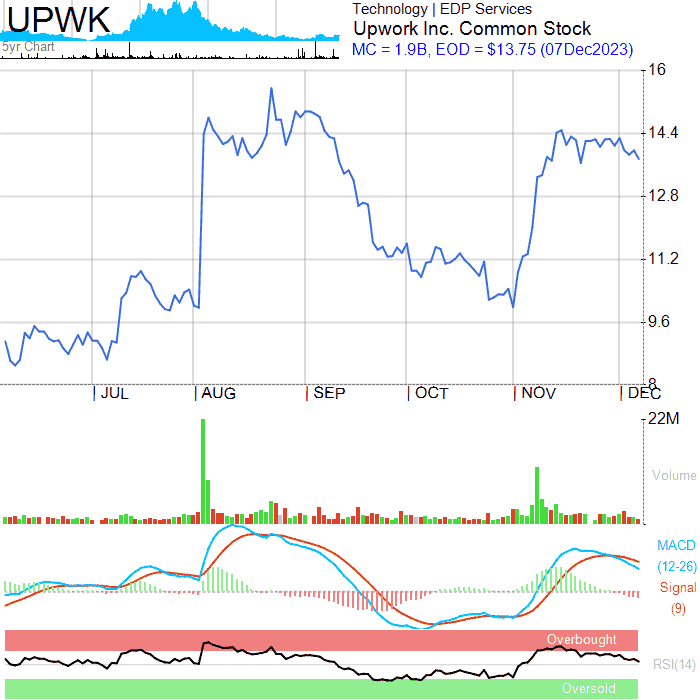 UPWK
5yr Chart
Technology | EDP Services
Upwork Inc. Common Stock
MC = 1.9B, EOD = $13.75 (07Dec2023)
16
14.4
12.8
11.2
9.6
8
JUL AUG SEP OCT NOV DEC
22M
Volume
MACD
(12-26)
Signal
(9)
Overbought
RSI(14)
Oversold